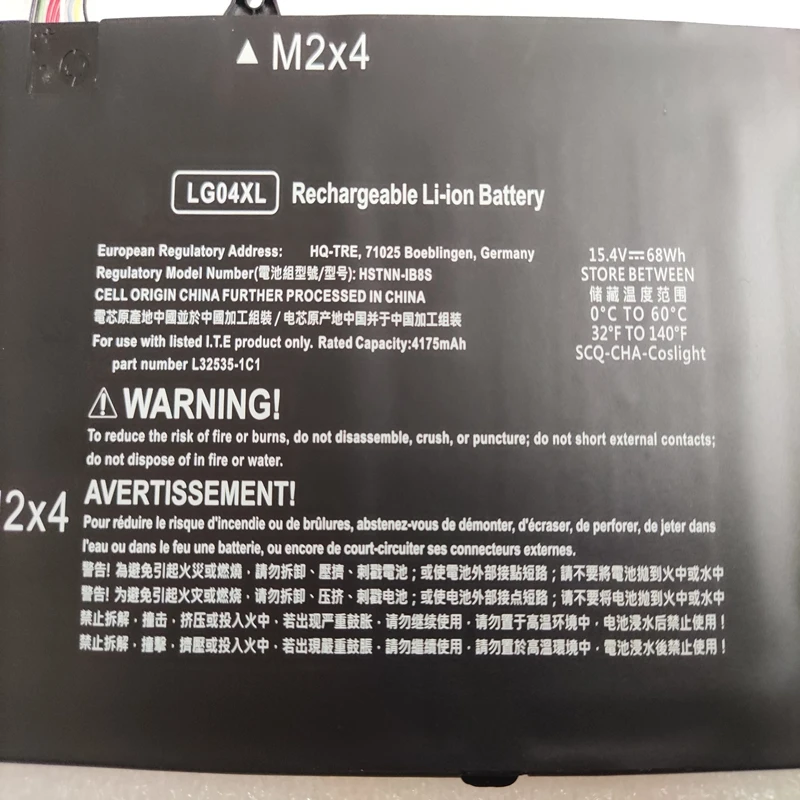 M2x4
LG04XL Rechargeable Li-ion Battery
European Regulatory Address: HQ-TRE, 71025 Boeblingen, Germany
Regulatory Model Number(電池組型號/型号): HSTNN-IB8S
CELL ORIGIN CHINA FURTHER PROCESSED IN CHINA
電芯原產地中國並於中國加工組裝 / 电芯原产地中国并于中国加工组装
For use with listed I.T.E product only. Rated Capacity:4175mAh
part number L32535-1C1
15.4V⎓68Wh
STORE BETWEEN
储藏温度范围
0°C TO 60°C
32°F TO 140°F
SCQ-CHA-Coslight
⚠ WARNING!
To reduce the risk of fire or burns, do not disassemble, crush, or puncture; do not short external contacts;
do not dispose of in fire or water.
2x4
AVERTISSEMENT!
Pour réduire le risque d'incendie ou de brûlures, abstenez-vous de démonter, d'écraser, de perforer, de jeter dans
l'eau ou dans le feu une batterie, ou encore de court-circuiter ses connecteurs externes.
警告! 為避免引起火災或燃燒，請勿拆卸、壓擠、刺戳電池；或使電池外部接點短路；請不要將電池拋到火中或水中
警告! 为避免引起火灾或燃烧，请勿拆卸、压挤、刺戳电池；或使电池外部接点短路；请不要将电池抛到火中或水中
禁止拆解，撞击，挤压或投入火中，若出现严重鼓胀，请勿继续使用，请勿置于高温环境中，电池浸水后禁止使用！
禁止拆解，撞擊，擠壓或投入火中，若出現嚴重鼓脹，請勿繼續使用，請勿置於高溫環境中，電池浸水後禁止使用！